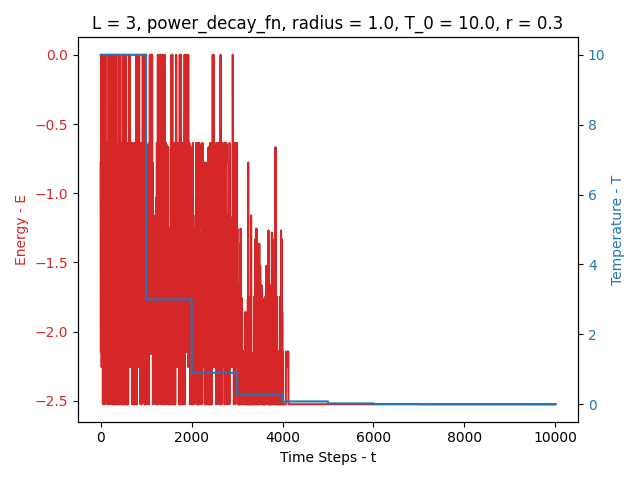 L = 3, power_decay_fn, radius = 1.0, T_0 = 10.0, r = 0.3
0.0
−0.5
−1.0
−1.5
−2.0
−2.5
Energy - E
10
8
6
4
2
0
Temperature - T
0 2000 4000 6000 8000 10000
Time Steps - t